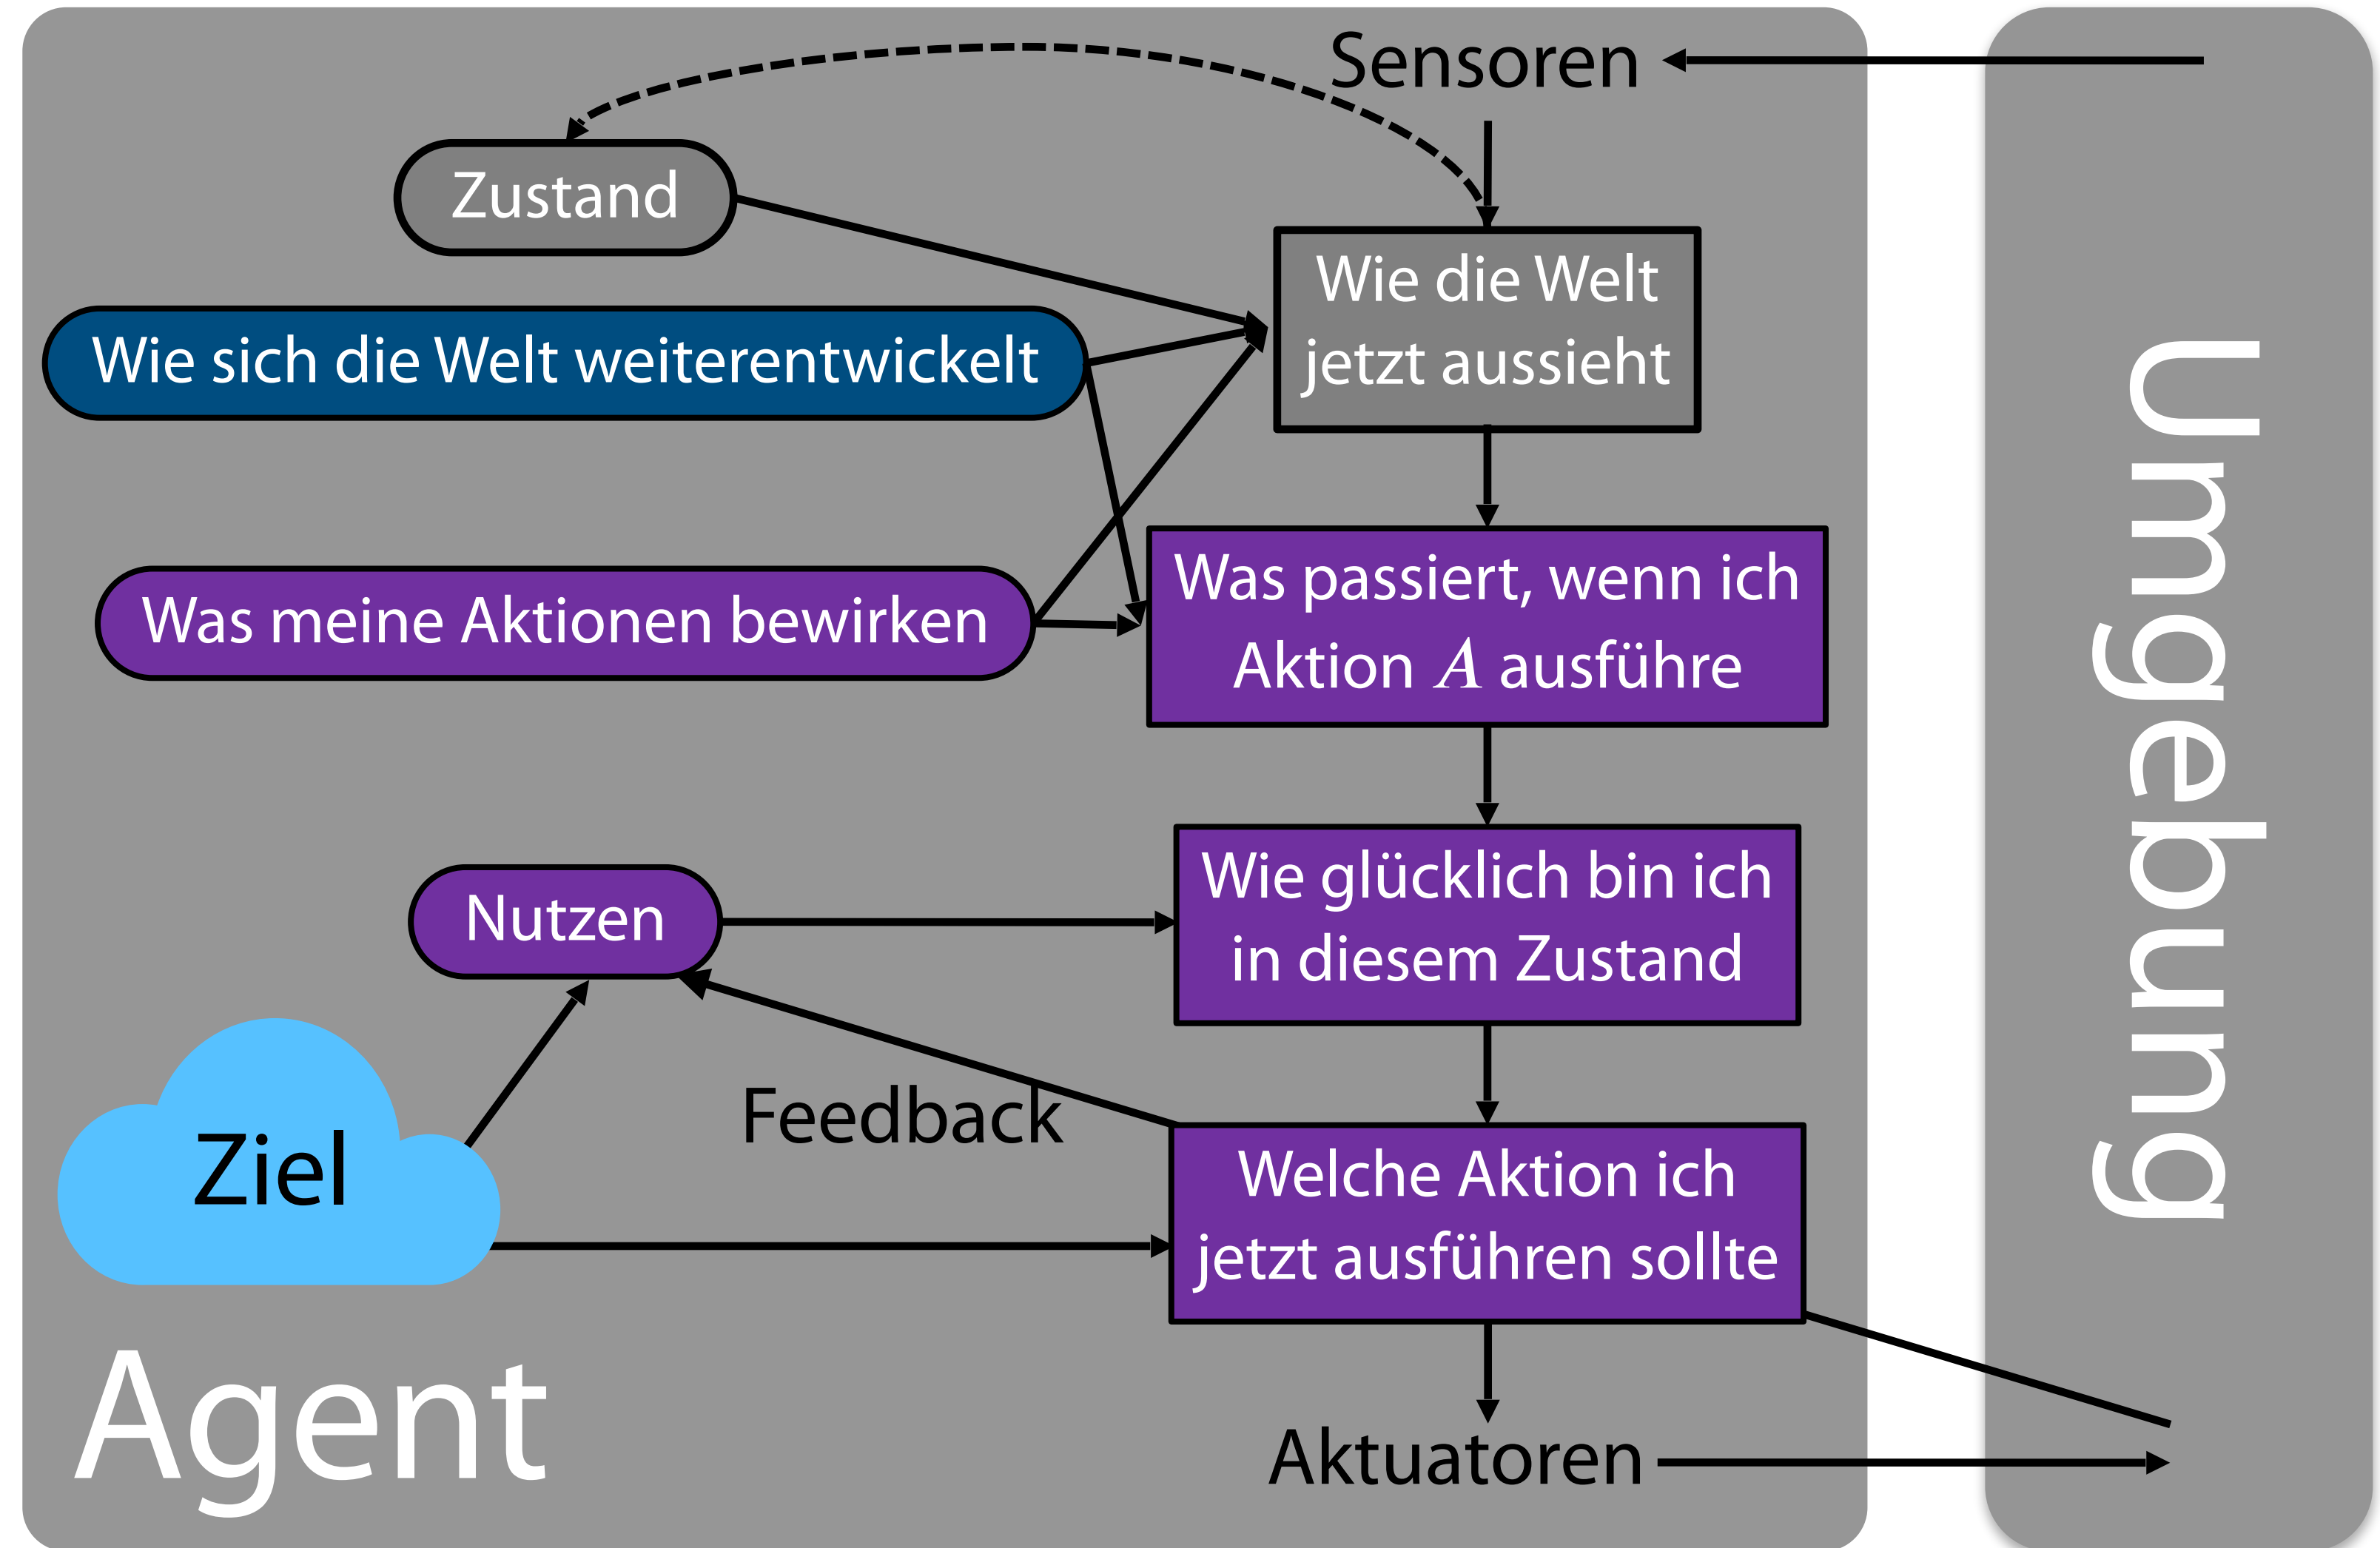 Sensoren
Zustand
Wie die Welt
jetzt aussieht
Wie sich die Welt weiterentwickelt
Was passiert, wenn ich
Aktion A ausführe
Was meine Aktionen bewirken
Wie glücklich bin ich
in diesem Zustand
Nutzen
Feedback
Ziel
Welche Aktion ich
jetzt ausführen sollte
Aktuatoren
Agent
Umgebung